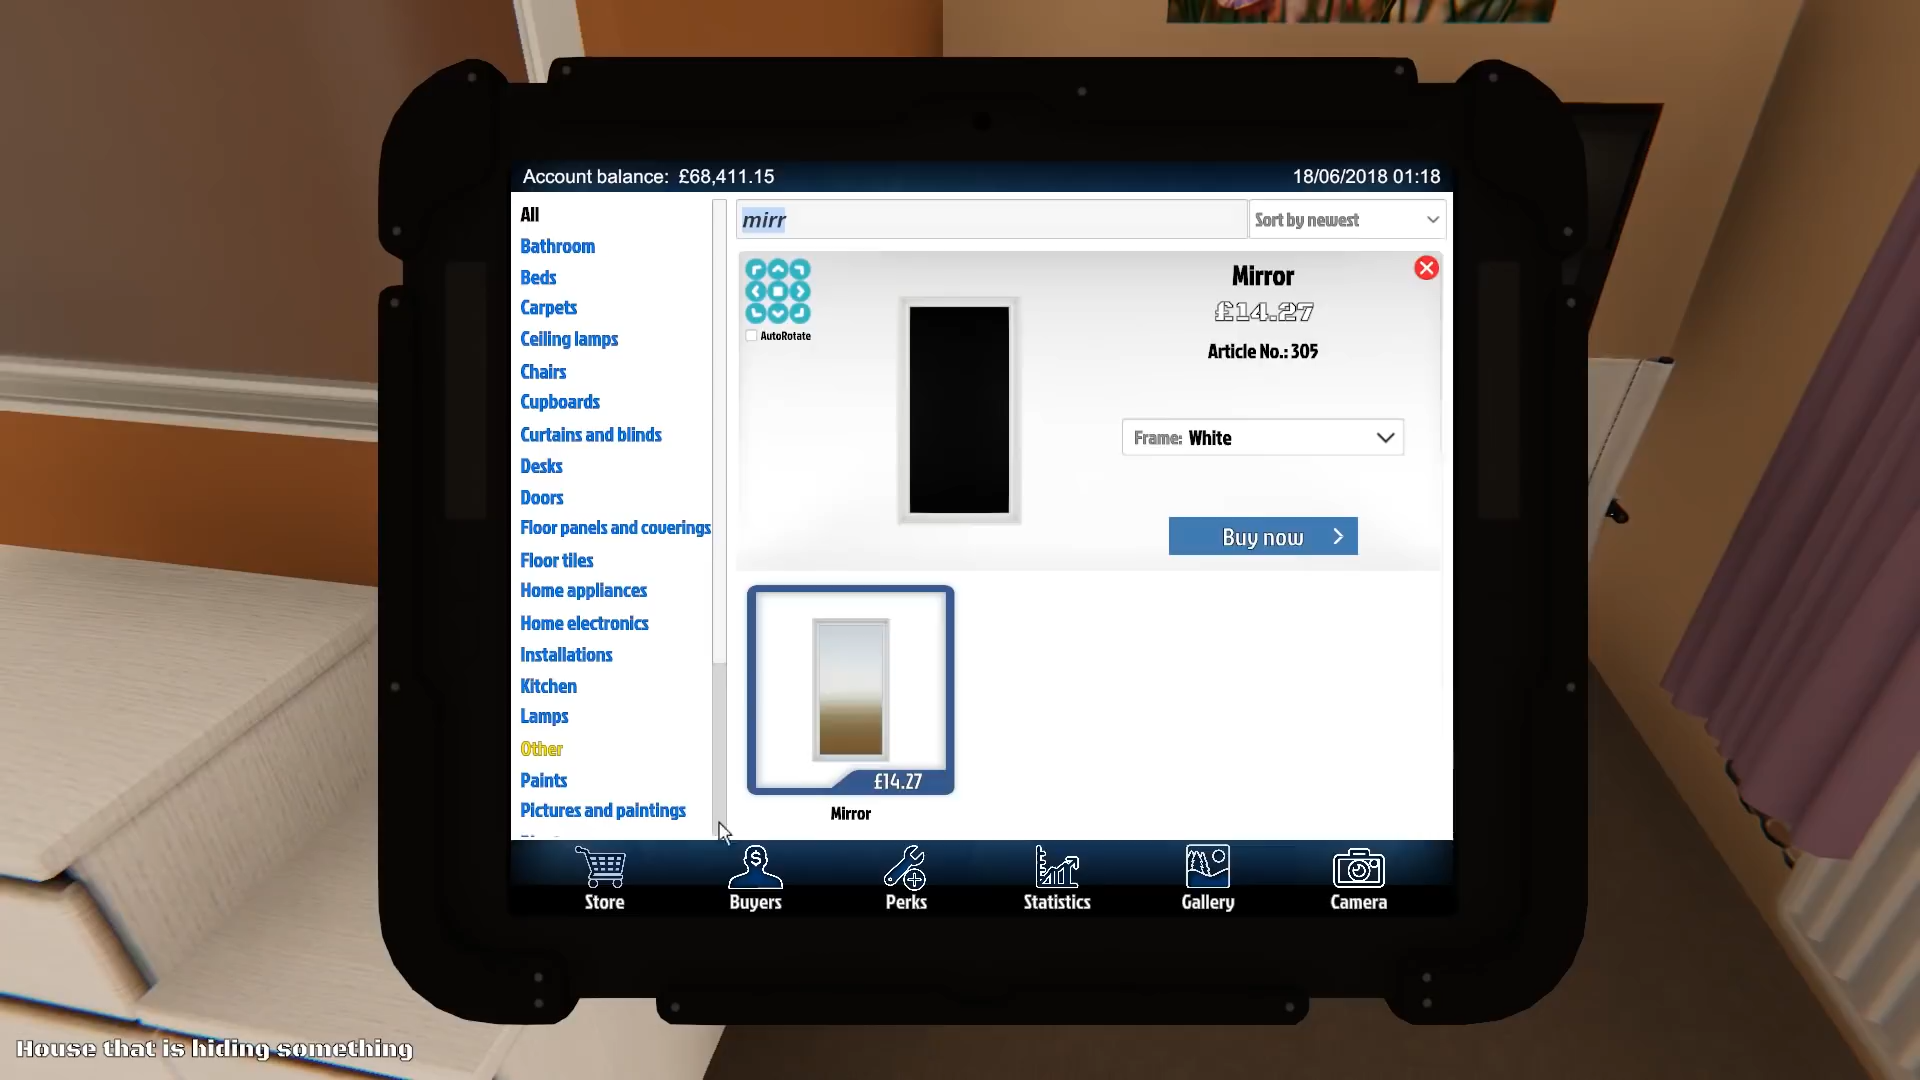 Account balance: £68,411.15
18/06/2018 01:18
All
Bathroom
Beds
Carpets
Ceiling lamps
Chairs
Cupboards
Curtains and blinds
Desks
Doors
Floor panels and coverings
Floor tiles
Home appliances
Home electronics
Installations
Kitchen
Lamps
Other
Paints
Pictures and paintings
mirr
Sort by newest
AutoRotate
Mirror
£14.27
Article No.: 305
Frame: White
Buy now
£14.27
Mirror
Store
Buyers
Perks
Statistics
Gallery
Camera
House that is hiding something